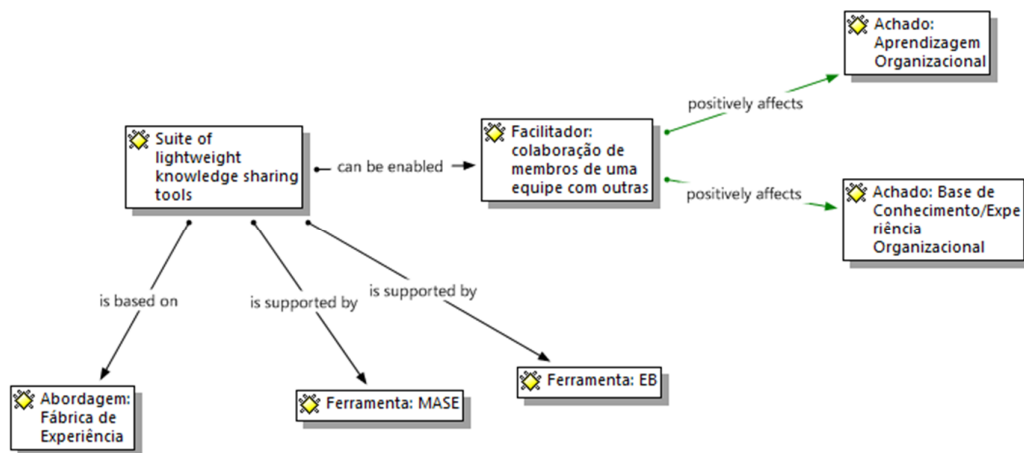 Achado:
Aprendizagem
Organizacional
positively affects
Suite of
lightweight
knowledge sharing
tools
can be enabled
Facilitador:
colaboração de
membros de uma
equipe com outras
positively affects
Achado: Base de
Conhecimento/Expe
riência
Organizacional
is based on
is supported by
is supported by
Abordagem:
Fábrica de
Experiência
Ferramenta: MASE
Ferramenta: EB